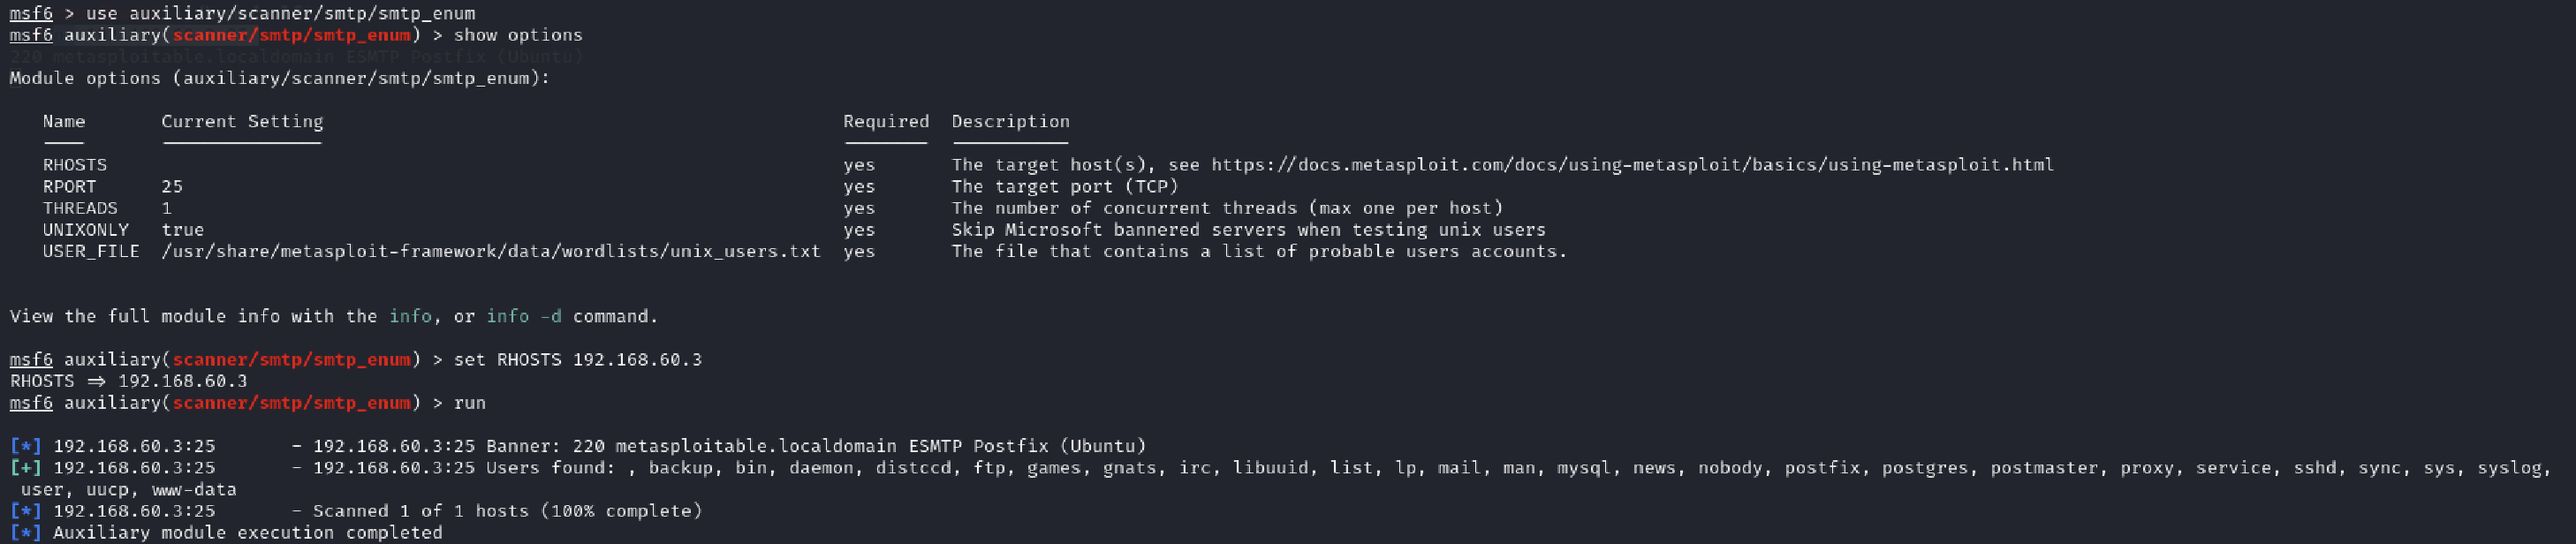 msf6 > use auxiliary/scanner/smtp/smtp_enum
msf6 auxiliary(scanner/smtp/smtp_enum) > show options
220 metasploitable.localdomain ESMTP Postfix (Ubuntu)
Module options (auxiliary/scanner/smtp/smtp_enum):
Name Current Setting Required Description
RHOSTS yes The target host(s), see https://docs.metasploit.com/docs/using-metasploit/basics/using-metasploit.html
RPORT 25 yes The target port (TCP)
THREADS 1 yes The number of concurrent threads (max one per host)
UNIXONLY true yes Skip Microsoft bannered servers when testing unix users
USER_FILE /usr/share/metasploit-framework/data/wordlists/unix_users.txt yes The file that contains a list of probable users accounts.
View the full module info with the info, or info -d command.
msf6 auxiliary(scanner/smtp/smtp_enum) > set RHOSTS 192.168.60.3
RHOSTS ⇒ 192.168.60.3
msf6 auxiliary(scanner/smtp/smtp_enum) > run
[*] 192.168.60.3:25 - 192.168.60.3:25 Banner: 220 metasploitable.localdomain ESMTP Postfix (Ubuntu)
[+] 192.168.60.3:25 - 192.168.60.3:25 Users found: , backup, bin, daemon, distccd, ftp, games, gnats, irc, libuuid, list, lp, mail, man, mysql, news, nobody, postfix, postgres, postmaster, proxy, service, sshd, sync, sys, syslog,
user, uucp, www-data
[*] 192.168.60.3:25 - Scanned 1 of 1 hosts (100% complete)
[*] Auxiliary module execution completed